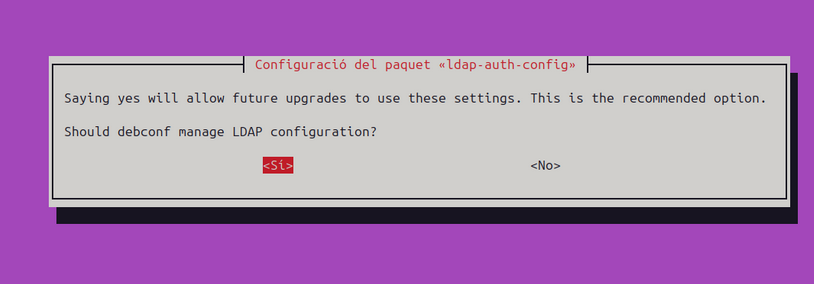 Configuració del paquet «ldap-auth-config»
Saying yes will allow future upgrades to use these settings. This is the recommended option.
Should debconf manage LDAP configuration?
<Sí> <No>